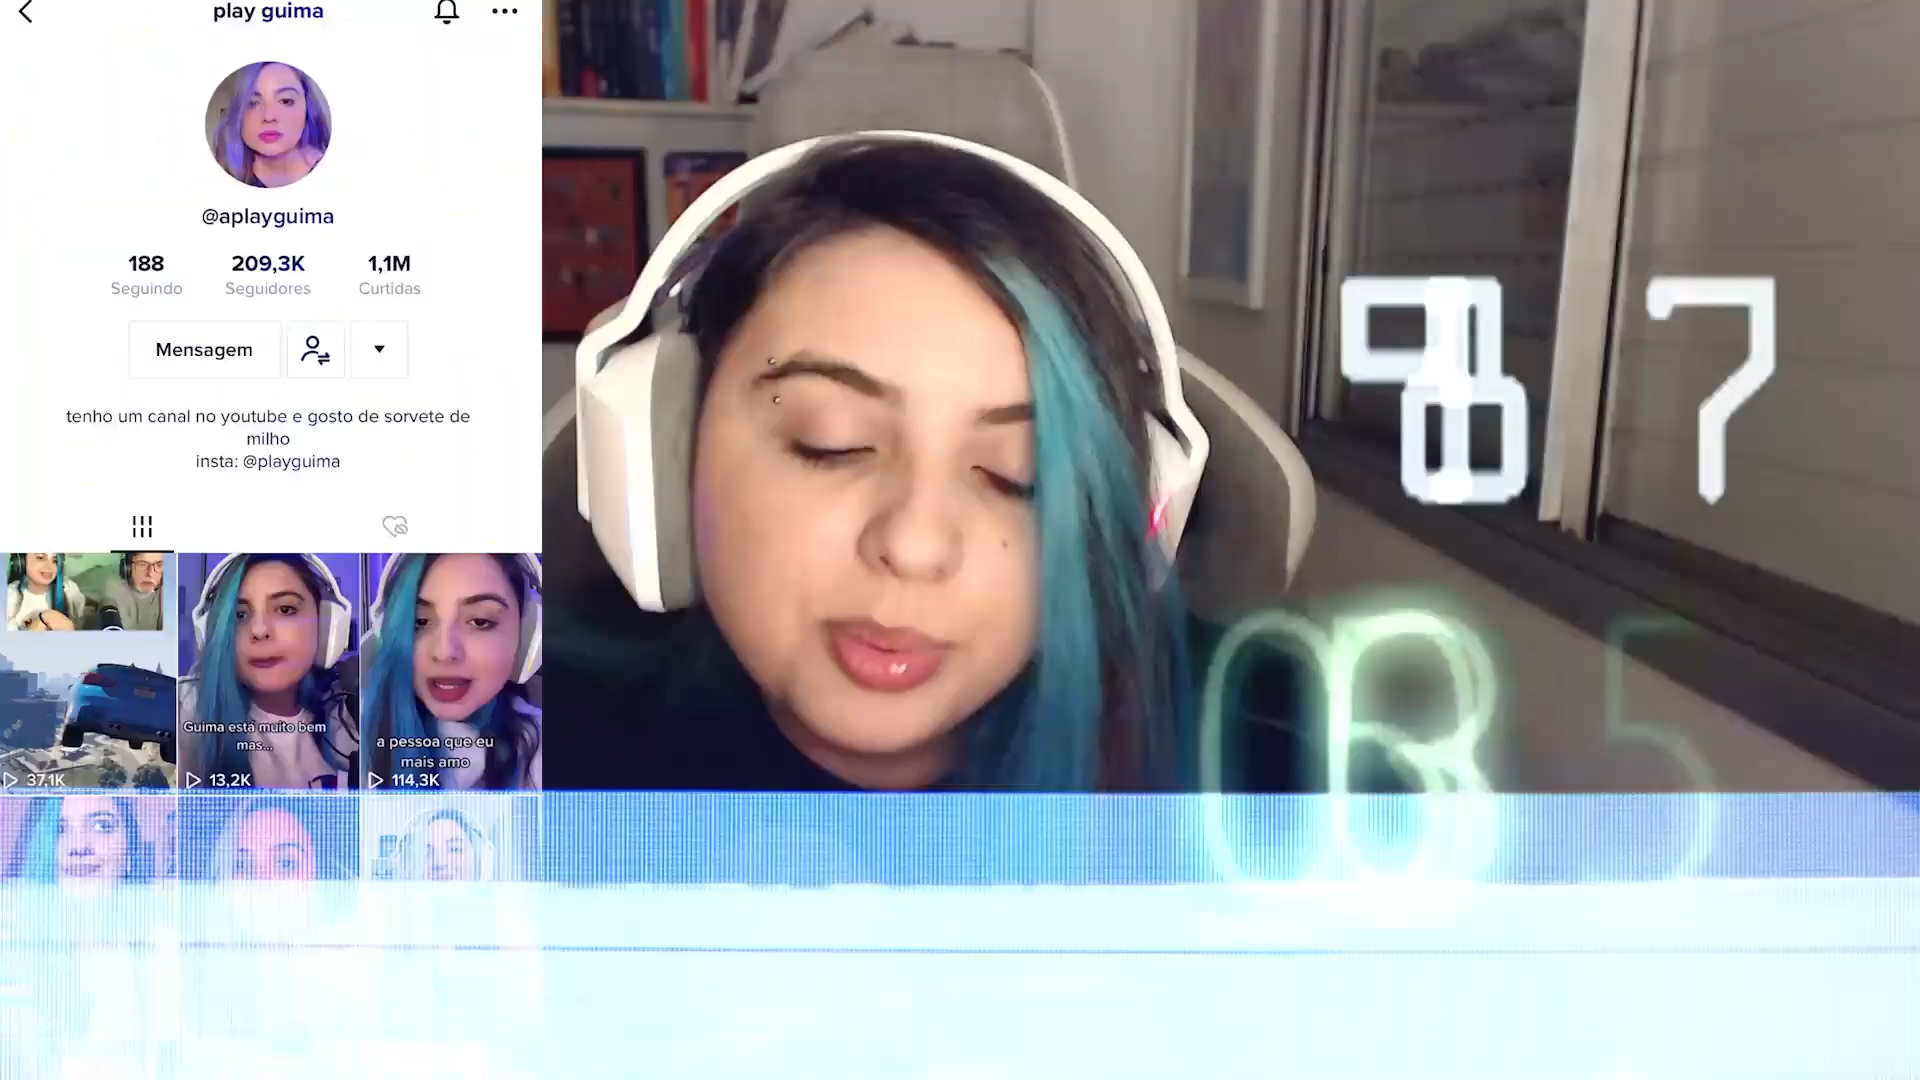 play guima
@aplayguima
188 209,3K 1,1M
Seguindo Seguidores Curtidas
Mensagem
tenho um canal no youtube e gosto de sorvete de
milho
insta: @playguima
Guima está muito bem
mas...
a pessoa que eu
mais amo
37,1K 13,2K 114,3K
7
5